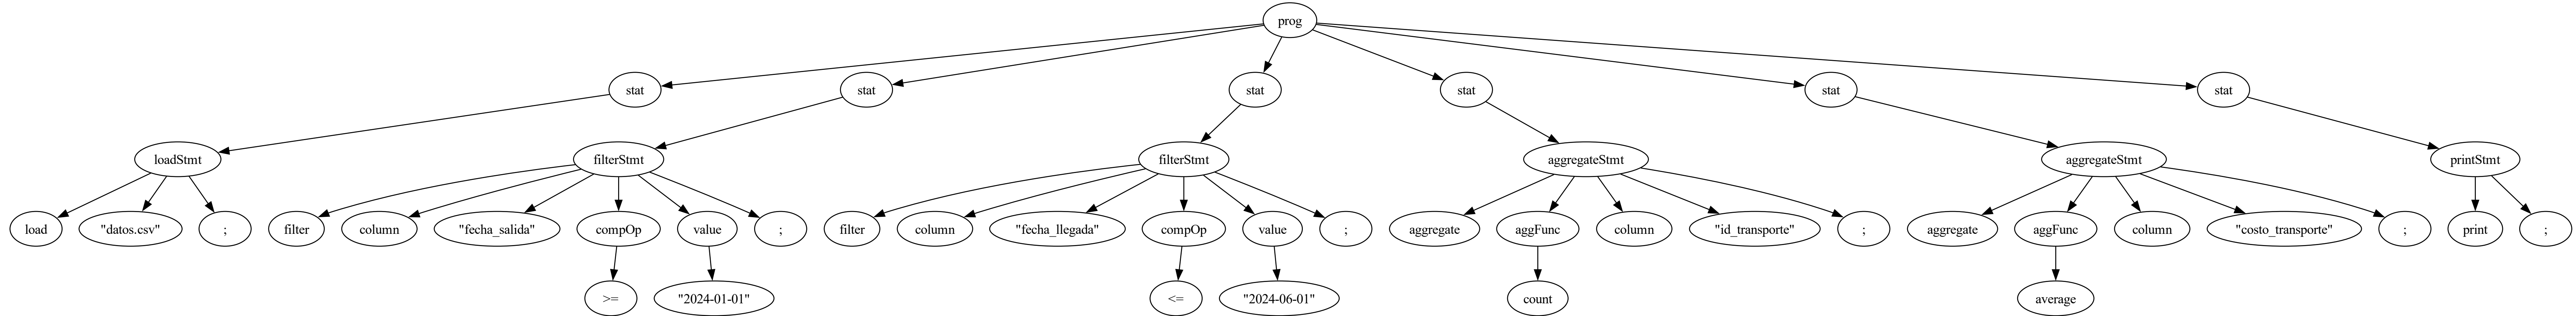 prog
stat stat stat stat stat stat
loadStmt filterStmt filterStmt aggregateStmt aggregateStmt printStmt
load "datos.csv" ; filter column "fecha_salida" compOp value ; filter column "fecha_llegada" compOp value ; aggregate aggFunc column "id_transporte" ; aggregate aggFunc column "costo_transporte" ; print ;
>= "2024-01-01" <= "2024-06-01" count average